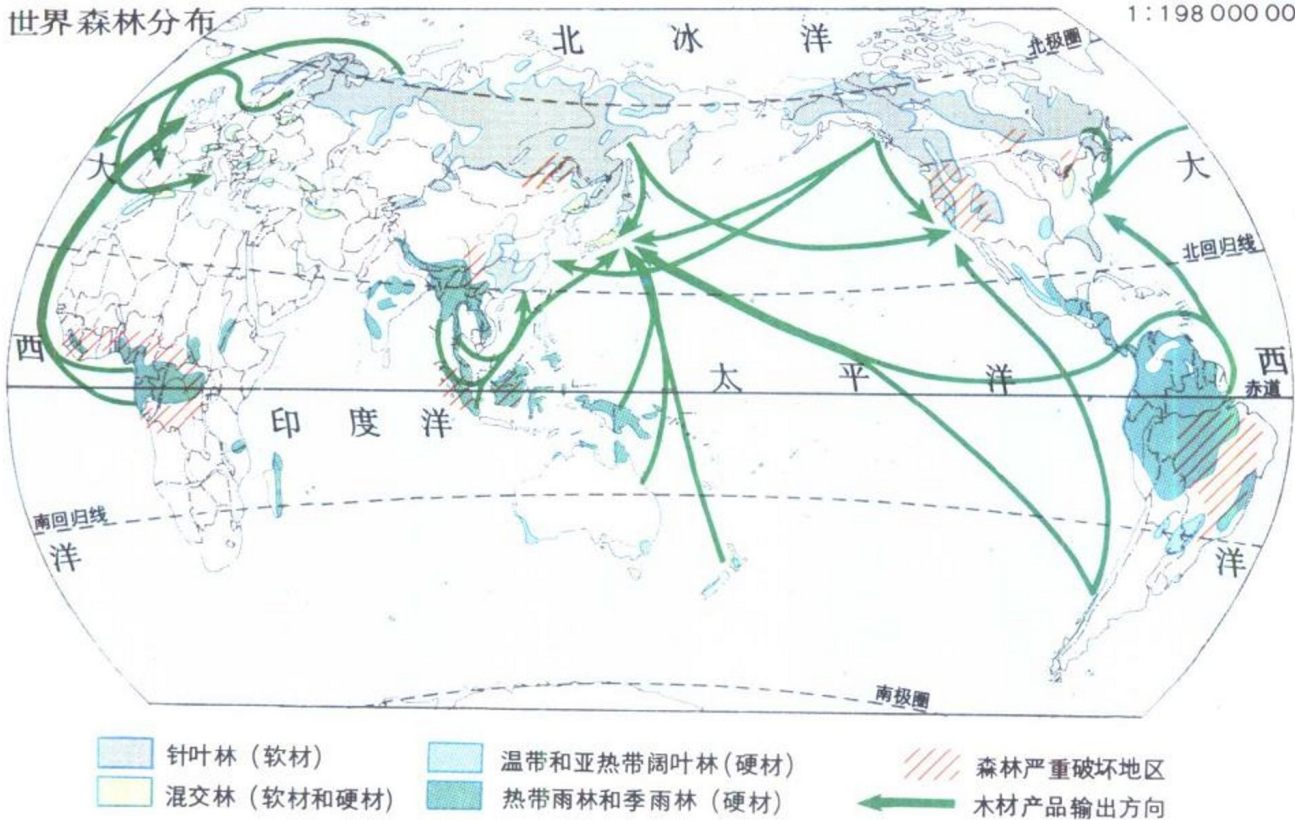 世界森林分布
1:198 000 00
北冰洋
北极圈
大
大
北回归线
西
太平洋
西
赤道
印度洋
南回归线
洋
洋
南极圈
针叶林(软材)
温带和亚热带阔叶林(硬材)
森林严重破坏地区
混交林(软材和硬材)
热带雨林和季雨林(硬材)
木材产品输出方向